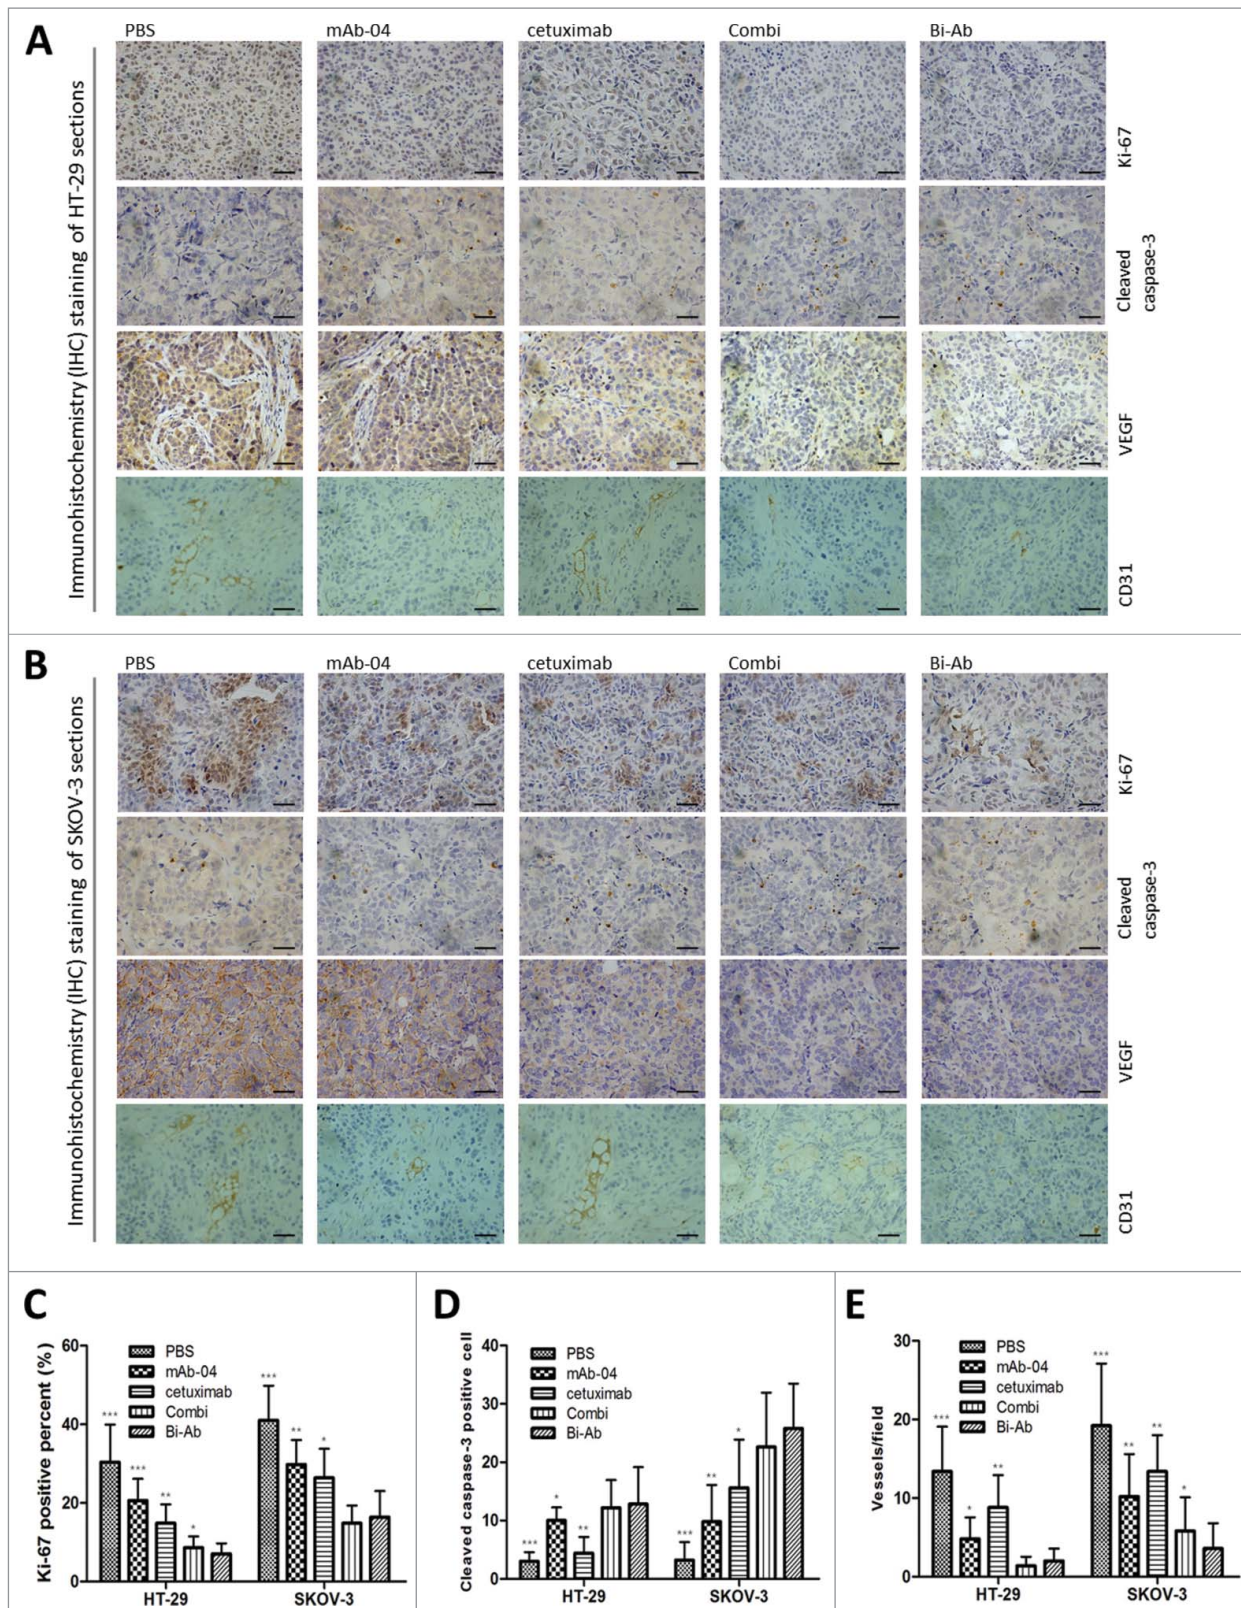 A
PBS mAb-04 cetuximab Combi Bi-Ab
Immunohistochemistry (IHC) staining of HT-29 sections
Ki-67
Cleaved
caspase-3
VEGF
CD31
B
PBS mAb-04 cetuximab Combi Bi-Ab
Immunohistochemistry (IHC) staining of SKOV-3 sections
Ki-67
Cleaved
caspase-3
VEGF
CD31
C
Ki-67 positive percent (%)
60
40
20
0
PBS
mAb-04
cetuximab
Combi
Bi-Ab
***
***
**
*
***
**
*
HT-29 SKOV-3
D
Cleaved caspase-3 positive cell
40
30
20
10
0
PBS
mAb-04
cetuximab
Combi
Bi-Ab
***
*
**
***
**
*
HT-29 SKOV-3
E
Vessels/field
30
20
10
0
PBS
mAb-04
cetuximab
Combi
Bi-Ab
***
*
**
***
**
**
*
HT-29 SKOV-3